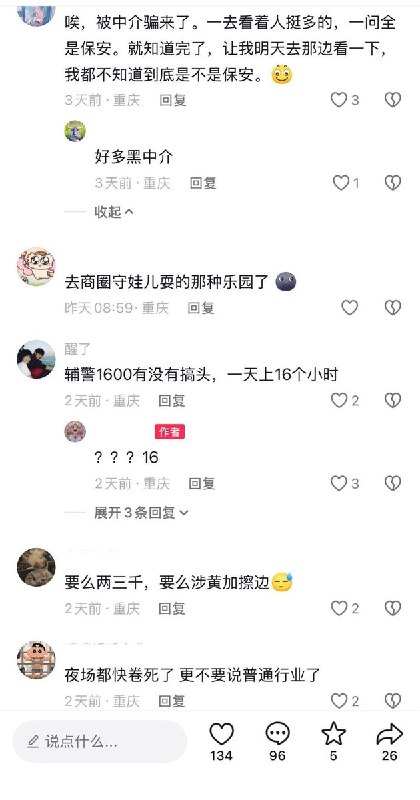 唉，被中介骗来了。一去看着人挺多的，一问全
是保安。就知道完了，让我明天去那边看一下，
我都不知道到底是不是保安。
3天前·重庆 回复 3
好多黑中介
3天前·重庆 回复 1
收起
去商圈守娃儿耍的那种乐园了
昨天08:59·重庆 回复
醒了
辅警1600有没有搞头，一天上16个小时
2天前·重庆 回复 2
作者
？？？16
2天前·重庆 回复 3
展开3条回复
要么两三千，要么涉黄加擦边
2天前·重庆 回复 2
夜场都快卷死了 更不要说普通行业了
2天前·重庆 回复 2
说点什么... 134 96 5 26